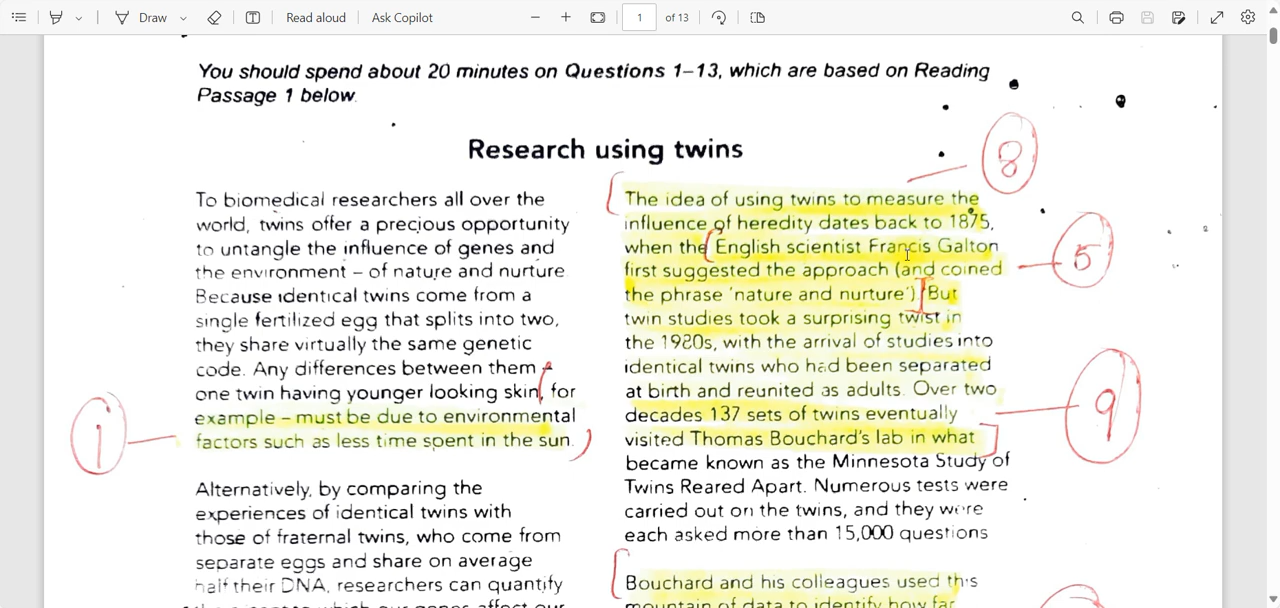 Draw
Read aloud
Ask Copilot
1
of 13
You should spend about 20 minutes on Questions 1–13, which are based on Reading
Passage 1 below.
Research using twins
To biomedical researchers all over the
world, twins offer a precious opportunity
to untangle the influence of genes and
the environment – of nature and nurture
Because identical twins come from a
single fertilized egg that splits into two,
they share virtually the same genetic
code. Any differences between them –
one twin having younger looking skin, for
example – must be due to environmental
factors such as less time spent in the sun.
1
Alternatively, by comparing the
experiences of identical twins with
those of fraternal twins, who come from
separate eggs and share on average
half their DNA, researchers can quantify
The idea of using twins to measure the
influence of heredity dates back to 1875,
when the English scientist Francis Galton
first suggested the approach (and coined
the phrase 'nature and nurture'). But
twin studies took a surprising twist in
the 1980s, with the arrival of studies into
identical twins who had been separated
at birth and reunited as adults. Over two
decades 137 sets of twins eventually
visited Thomas Bouchard's lab in what
became known as the Minnesota Study of
Twins Reared Apart. Numerous tests were
carried out on the twins, and they were
each asked more than 15,000 questions
8
5
9
Bouchard and his colleagues used this
mountain of data to identify how far